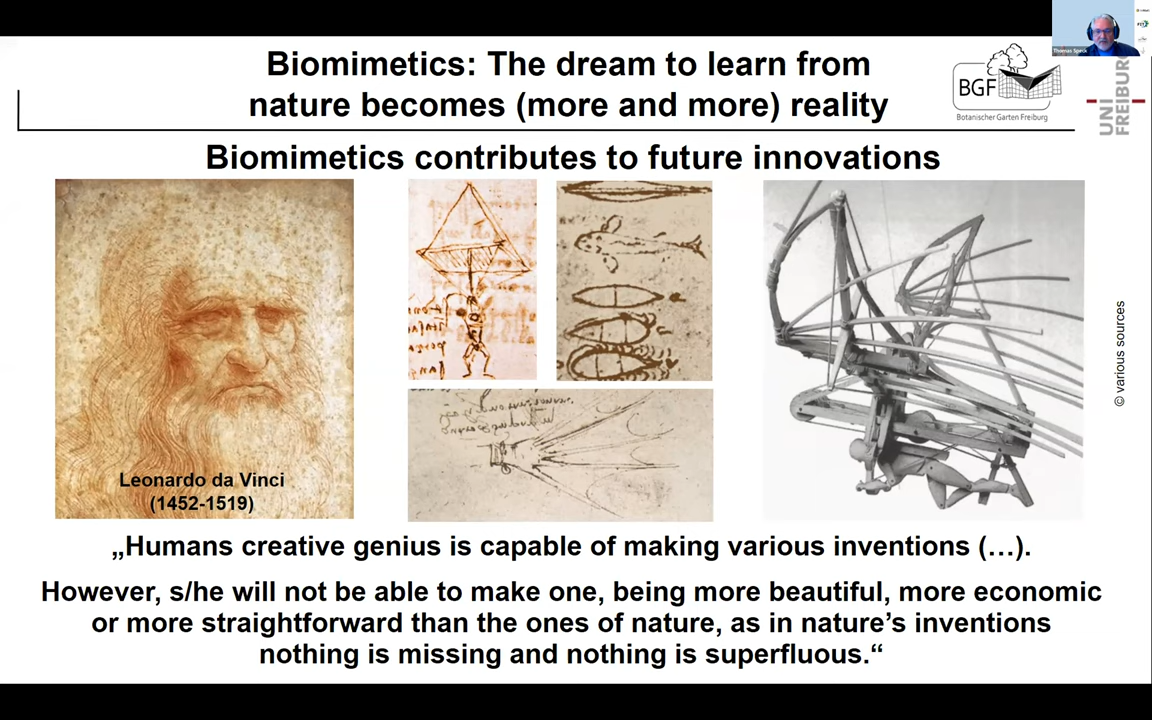 Biomimetics: The dream to learn from
nature becomes (more and more) reality
BGF
Botanischer Garten Freiburg
UNI
FREIBURG
Thomas Speck
Biomimetics contributes to future innovations
Leonardo da Vinci
(1452-1519)
© various sources
„Humans creative genius is capable of making various inventions (…).
However, s/he will not be able to make one, being more beautiful, more economic
or more straightforward than the ones of nature, as in nature’s inventions
nothing is missing and nothing is superfluous.“